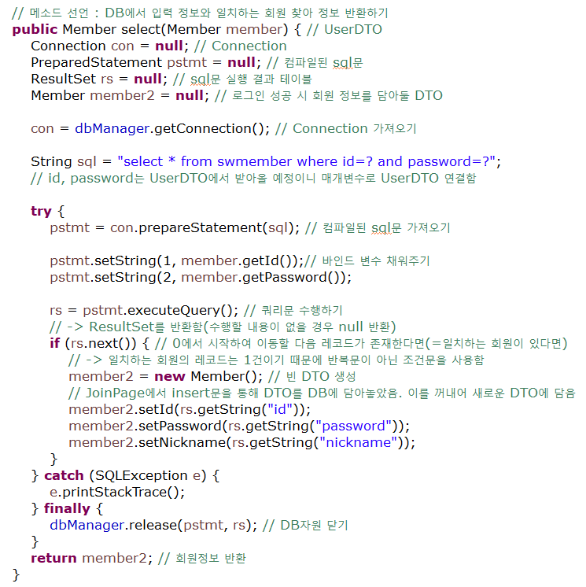 // 메소드 선언 : DB에서 입력 정보와 일치하는 회원 찾아 정보 반환하기
public Member select(Member member) { // UserDTO
Connection con = null; // Connection
PreparedStatement pstmt = null; // 컴파일된 sql문
ResultSet rs = null; // sql문 실행 결과 테이블
Member member2 = null; // 로그인 성공 시 회원 정보를 담아둘 DTO
con = dbManager.getConnection(); // Connection 가져오기
String sql = "select * from swmember where id=? and password=?";
// id, password는 UserDTO에서 받아올 예정이니 매개변수로 UserDTO 연결함
try {
pstmt = con.prepareStatement(sql); // 컴파일된 sql문 가져오기
pstmt.setString(1, member.getId());// 바인드 변수 채워주기
pstmt.setString(2, member.getPassword());
rs = pstmt.executeQuery(); // 쿼리문 수행하기
// -> ResultSet를 반환함(수행할 내용이 없을 경우 null 반환)
if (rs.next()) { // 0에서 시작하여 이동할 다음 레코드가 존재한다면(=일치하는 회원이 있다면)
// -> 일치하는 회원의 레코드는 1건이기 때문에 반복문이 아닌 조건문을 사용함
member2 = new Member(); // 빈 DTO 생성
// JoinPage에서 insert문을 통해 DTO를 DB에 담아놓았음. 이를 꺼내어 새로운 DTO에 담음
member2.setId(rs.getString("id"));
member2.setPassword(rs.getString("password"));
member2.setNickname(rs.getString("nickname"));
}
} catch (SQLException e) {
e.printStackTrace();
} finally {
dbManager.release(pstmt, rs); // DB자원 닫기
}
return member2; // 회원정보 반환
}